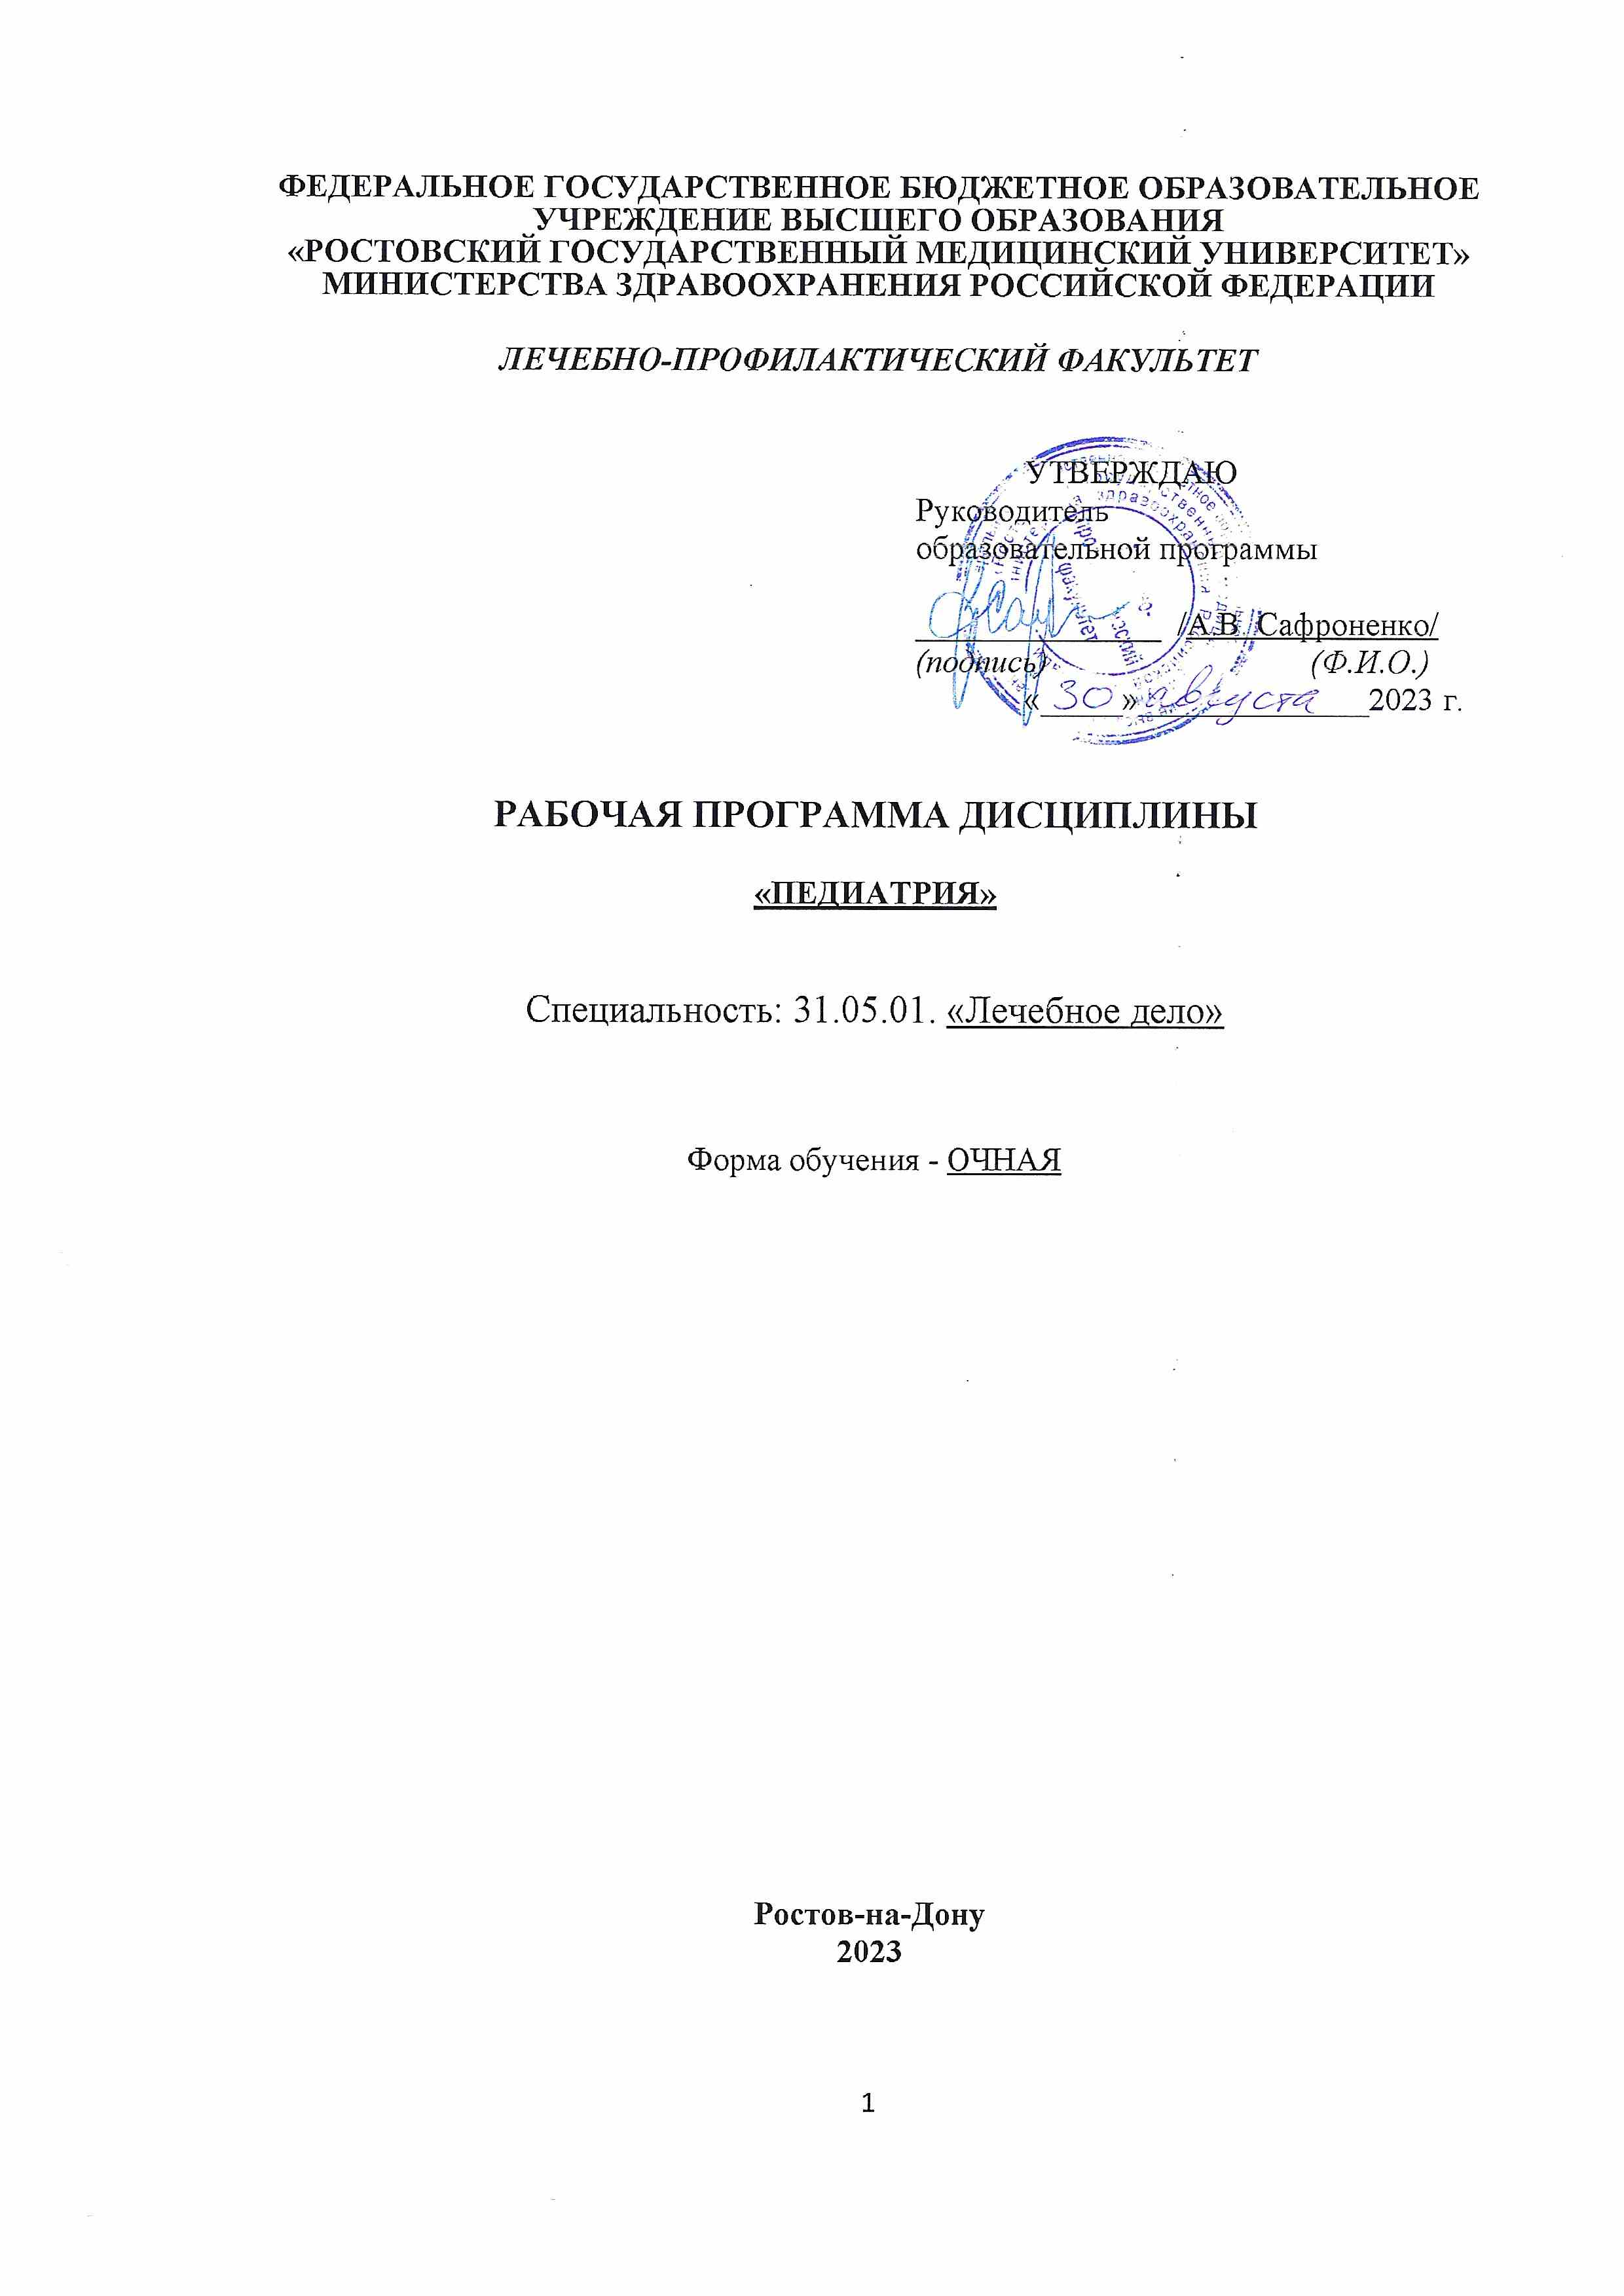 ФЕДЕРАЛЬНОЕ ГОСУДАРСТВЕННОЕ БЮДЖЕТНОЕ ОБРАЗОВАТЕЛЬНОЕ
УЧРЕЖДЕНИЕ ВЫСШЕГО ОБРАЗОВАНИЯ
«РОСТОВСКИЙ ГОСУДАРСТВЕННЫЙ МЕДИЦИНСКИЙ УНИВЕРСИТЕТ»
МИНИСТЕРСТВА ЗДРАВООХРАНЕНИЯ РОССИЙСКОЙ ФЕДЕРАЦИИ
ЛЕЧЕБНО-ПРОФИЛАКТИЧЕСКИЙ ФАКУЛЬТЕТ
УТВЕРЖДАЮ
Руководитель
образовательной программы
/А.В. Сафроненко/
(подпись) (Ф.И.О.)
«30» августа 2023 г.
РАБОЧАЯ ПРОГРАММА ДИСЦИПЛИНЫ
«ПЕДИАТРИЯ»
Специальность: 31.05.01. «Лечебное дело»
Форма обучения - ОЧНАЯ
Ростов-на-Дону
2023
1